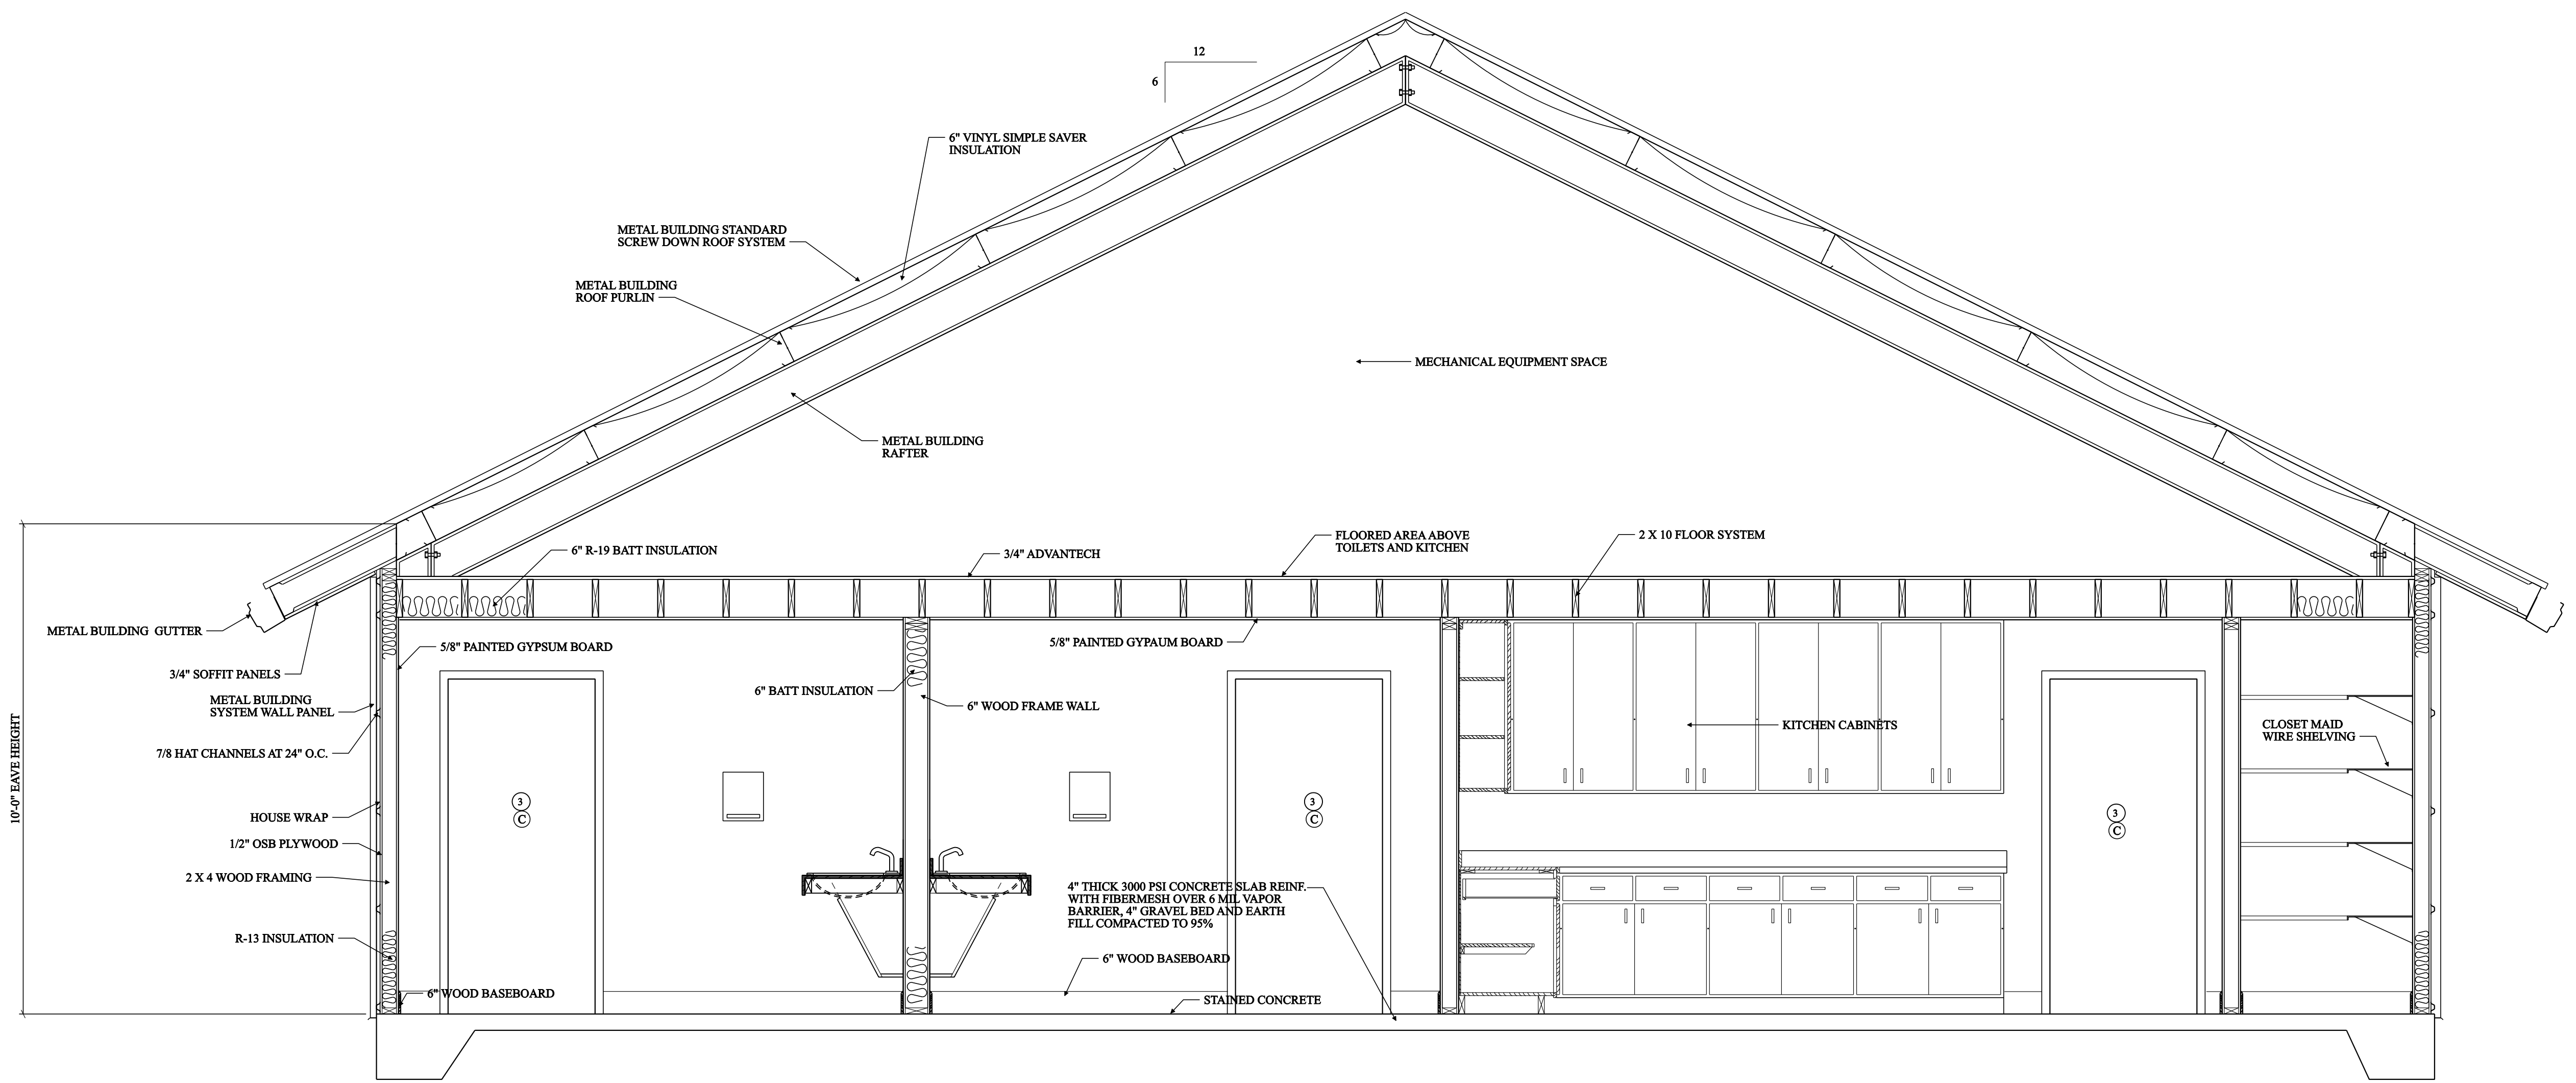 12
6
6" VINYL SIMPLE SAVER
INSULATION
METAL BUILDING STANDARD
SCREW DOWN ROOF SYSTEM
METAL BUILDING
ROOF PURLIN
MECHANICAL EQUIPMENT SPACE
METAL BUILDING
RAFTER
6" R-19 BATT INSULATION
3/4" ADVANTECH
FLOORED AREA ABOVE
TOILETS AND KITCHEN
2 X 10 FLOOR SYSTEM
METAL BUILDING GUTTER
5/8" PAINTED GYPSUM BOARD
5/8" PAINTED GYPAUM BOARD
3/4" SOFFIT PANELS
6" BATT INSULATION
METAL BUILDING
SYSTEM WALL PANEL
6" WOOD FRAME WALL
KITCHEN CABINETS
CLOSET MAID
WIRE SHELVING
7/8 HAT CHANNELS AT 24" O.C.
10'-0" EAVE HEIGHT
3
C
3
C
3
C
HOUSE WRAP
1/2" OSB PLYWOOD
2 X 4 WOOD FRAMING
4" THICK 3000 PSI CONCRETE SLAB REINF.
WITH FIBERMESH OVER 6 MIL VAPOR
BARRIER, 4" GRAVEL BED AND EARTH
FILL COMPACTED TO 95%
R-13 INSULATION
6" WOOD BASEBOARD
6" WOOD BASEBOARD
STAINED CONCRETE